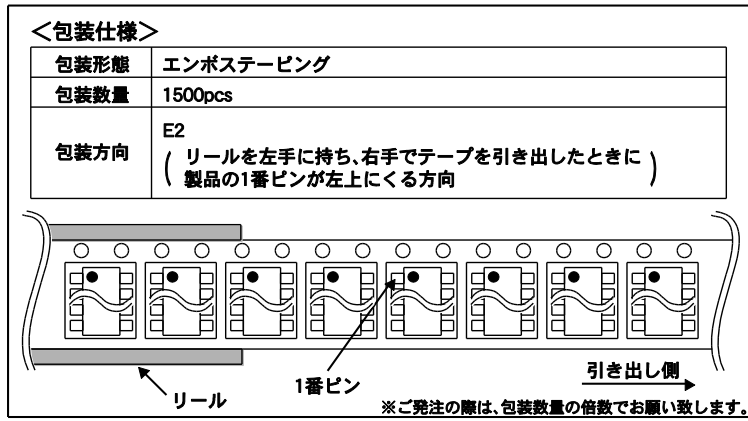 ＜包装仕様＞
包装形態 エンボステーピング
包装数量 1500pcs
包装方向 E2
( リールを左手に持ち、右手でテープを引き出したときに
製品の1番ピンが左上にくる方向 )
引き出し側
1番ピン
リール
※ご発注の際は、包装数量の倍数でお願い致します。